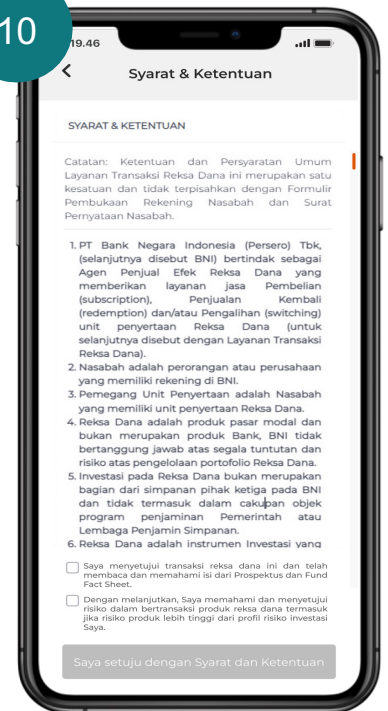 10
19.46
Syarat & Ketentuan
SYARAT & KETENTUAN
Catatan: Ketentuan dan Persyaratan Umum
Layanan Transaksi Reksa Dana ini merupakan satu
kesatuan dan tidak terpisahkan dengan Formulir
Pembukaan Rekening Nasabah dan Surat
Pernyataan Nasabah.
1. PT Bank Negara Indonesia (Persero) Tbk,
(selanjutnya disebut BNI) bertindak sebagai
Agen Penjual Efek Reksa Dana yang
memberikan layanan jasa Pembelian
(subscription), Penjualan Kembali
(redemption) dan/atau Pengalihan (switching)
unit penyertaan Reksa Dana (untuk
selanjutnya disebut dengan Layanan Transaksi
Reksa Dana).
2. Nasabah adalah perorangan atau perusahaan
yang memiliki rekening di BNI.
3. Pemegang Unit Penyertaan adalah Nasabah
yang memiliki unit penyertaan Reksa Dana.
4. Reksa Dana adalah produk pasar modal dan
bukan merupakan produk Bank, BNI tidak
bertanggung jawab atas segala tuntutan dan
risiko atas pengelolaan portofolio Reksa Dana.
5. Investasi pada Reksa Dana bukan merupakan
bagian dari simpanan pihak ketiga pada BNI
dan tidak termasuk dalam cakupan objek
program penjaminan Pemerintah atau
Lembaga Penjamin Simpanan.
6. Reksa Dana adalah instrumen Investasi yang
Saya menyetujui transaksi reksa dana ini dan telah
membaca dan memahami isi dari Prospektus dan Fund
Fact Sheet.
Dengan melanjutkan, Saya memahami dan menyetujui
risiko dalam bertransaksi produk reksa dana termasuk
jika risiko produk lebih tinggi dari profil risiko investasi
Saya.
Saya setuju dengan Syarat dan Ketentuan